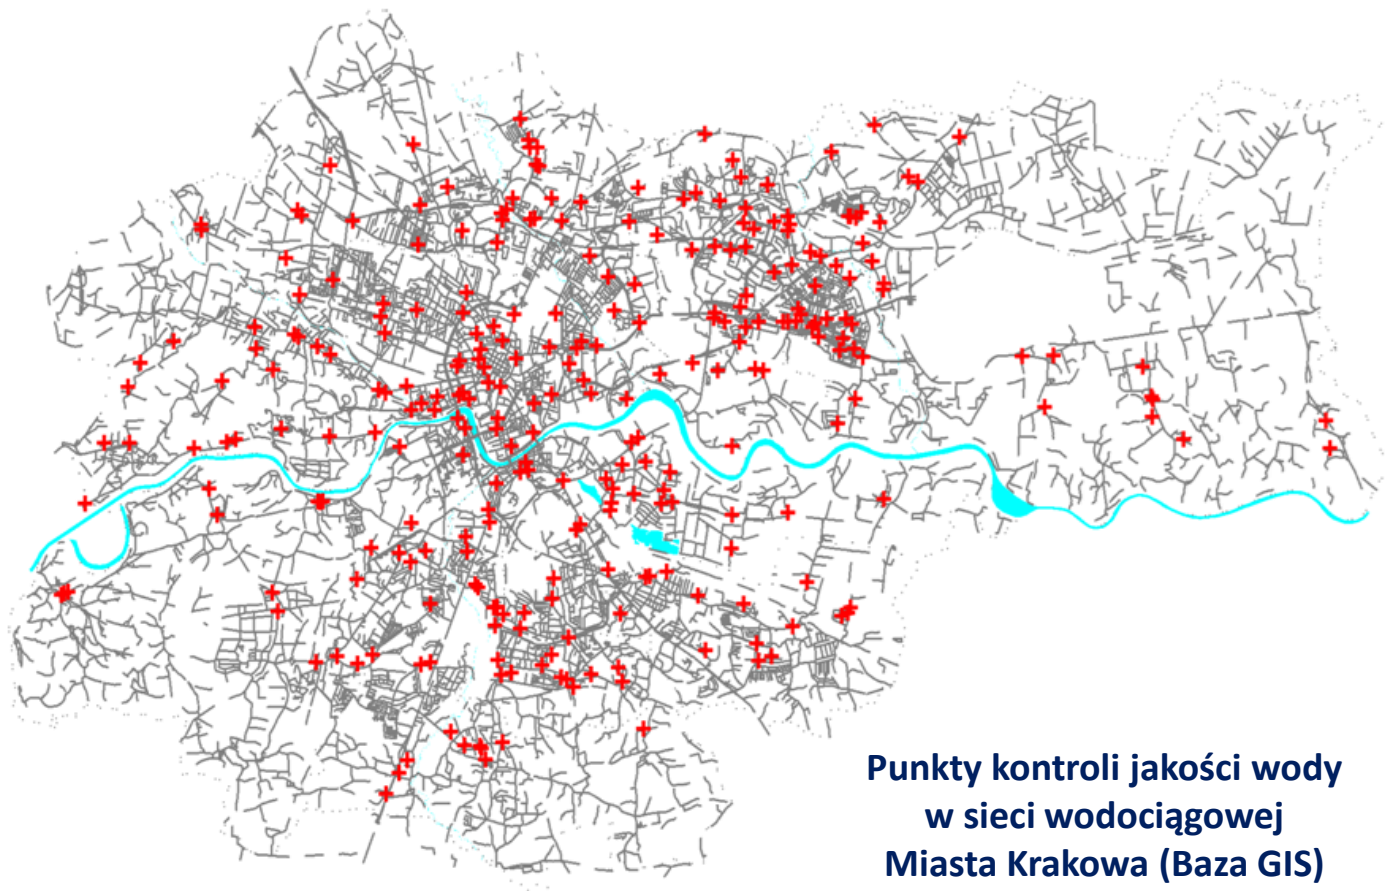 Punkty kontroli jakości wody
w sieci wodociągowej
Miasta Krakowa (Baza GIS)